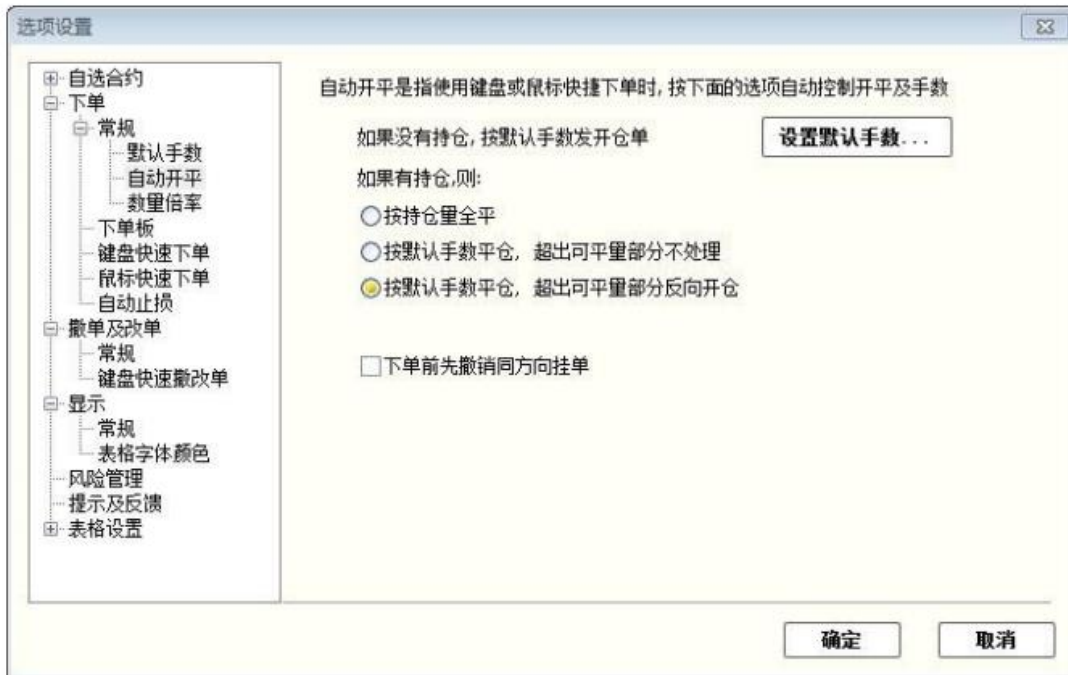 选项设置
自选合约
下单
常规
默认手数
自动开平
数量倍率
下单板
键盘快速下单
鼠标快速下单
自动止损
撤单及改单
常规
键盘快速撤改单
显示
常规
表格字体颜色
风险管理
提示及反馈
表格设置
自动开平是指使用键盘或鼠标快捷下单时,按下面的选项自动控制开平及手数
如果没有持仓,按默认手数发开仓单
设置默认手数...
如果有持仓,则:
按持仓量全平
按默认手数平仓，超出可平量部分不处理
按默认手数平仓，超出可平量部分反向开仓
下单前先撤销同方向挂单
确定
取消